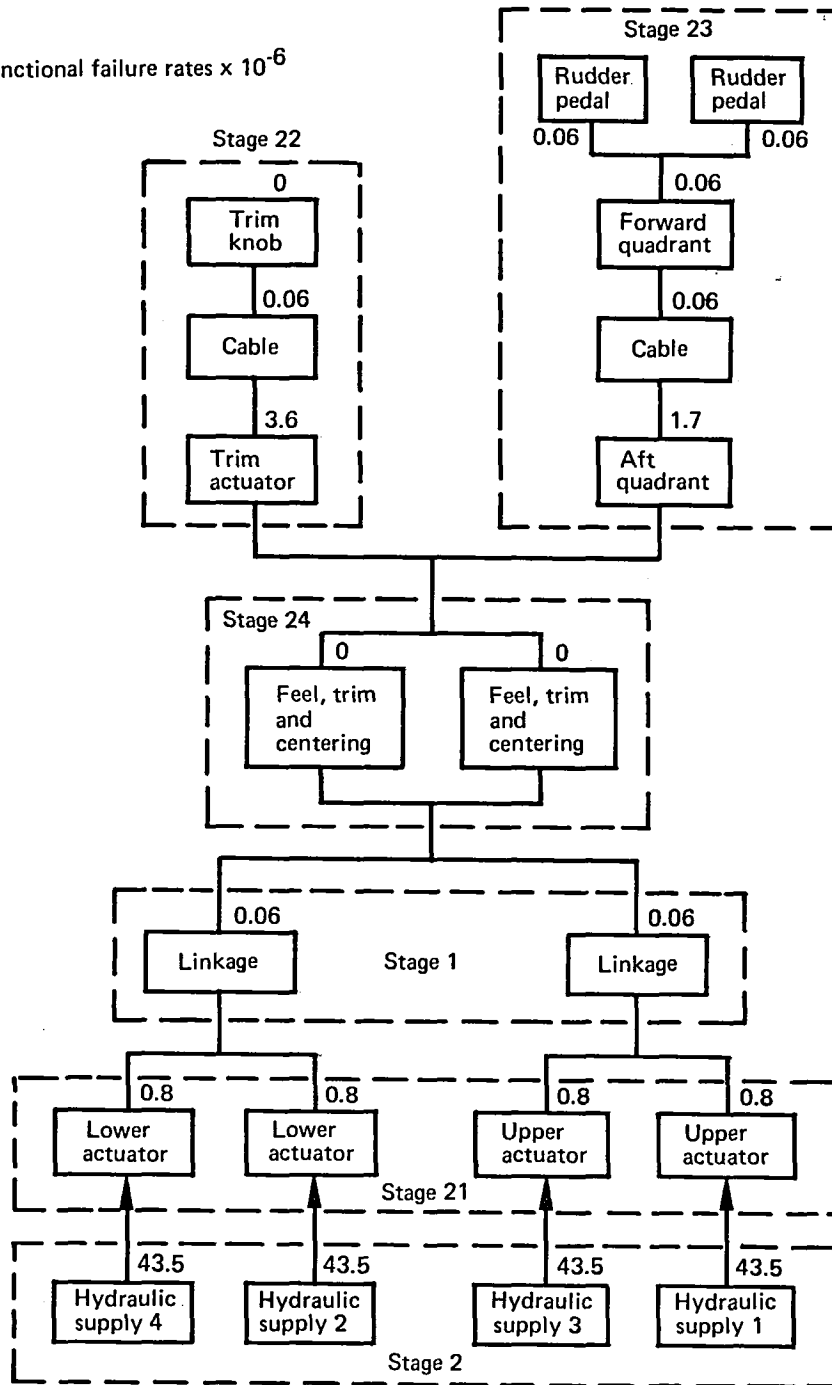 Stage 23
nctional failure rates x 10-6
Rudder pedal
Rudder pedal
0.06
0.06
Stage 22
0
0.06
Trim knob
Forward quadrant
0.06
0.06
Cable
Cable
3.6
1.7
Trim actuator
Aft quadrant
Stage 24
0
0
Feel, trim and centering
Feel, trim and centering
0.06
0.06
Linkage
Stage 1
Linkage
0.8
0.8
0.8
0.8
Lower actuator
Lower actuator
Upper actuator
Upper actuator
Stage 21
43.5
43.5
43.5
43.5
Hydraulic supply 4
Hydraulic supply 2
Hydraulic supply 3
Hydraulic supply 1
Stage 2